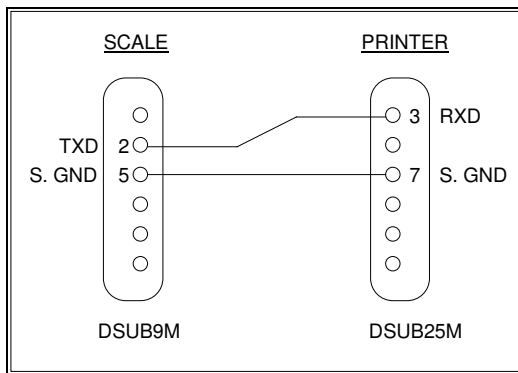 SCALE PRINTER
3 RXD
TXD 2
S. GND 5 7 S. GND
DSUB9M DSUB25M